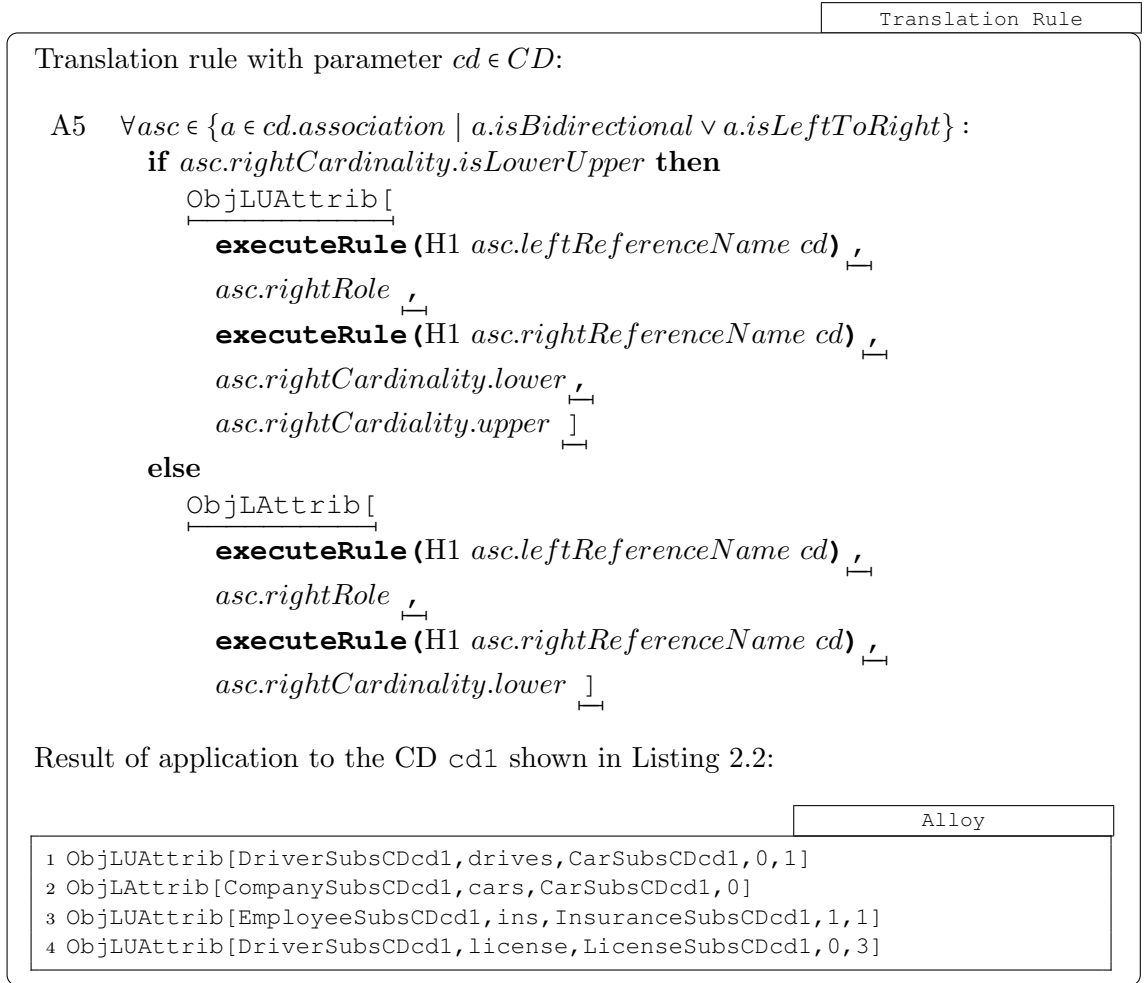 Translation Rule
Translation rule with parameter cd ∈ CD:
A5 ∀asc ∈ {a ∈ cd.association | a.isBidirectional ∨ a.isLeftToRight} :
if asc.rightCardinality.isLowerUpper then
ObjLUAttrib[
executeRule(H1 asc.leftReferenceName cd) ,
asc.rightRole ,
executeRule(H1 asc.rightReferenceName cd) ,
asc.rightCardinality.lower ,
asc.rightCardiality.upper ]
else
ObjLAttrib[
executeRule(H1 asc.leftReferenceName cd) ,
asc.rightRole ,
executeRule(H1 asc.rightReferenceName cd) ,
asc.rightCardinality.lower ]
Result of application to the CD cd1 shown in Listing 2.2:
Alloy
1 ObjLUAttrib[DriverSubsCDcd1,drives,CarSubsCDcd1,0,1]
2 ObjLAttrib[CompanySubsCDcd1,cars,CarSubsCDcd1,0]
3 ObjLUAttrib[EmployeeSubsCDcd1,ins,InsuranceSubsCDcd1,1,1]
4 ObjLUAttrib[DriverSubsCDcd1,license,LicenseSubsCDcd1,0,3]